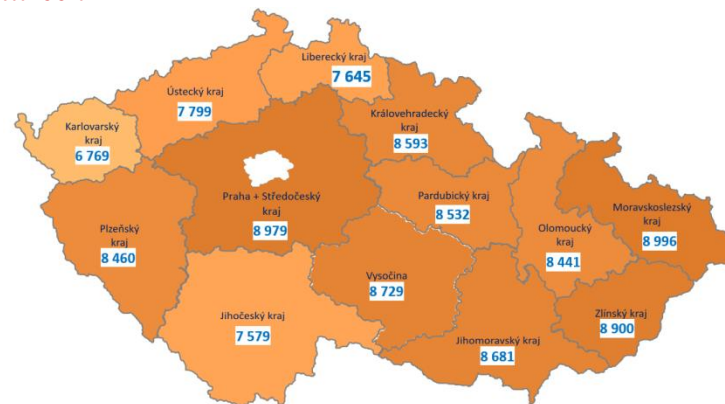 Liberecký kraj
7 645
Ústecký kraj
7 799
Královehradecký
kraj
8 593
Karlovarský
kraj
6 769
Praha + Středočeský
kraj
8 979
Pardubický kraj
8 532
Moravskoslezský
kraj
8 996
Plzeňský
kraj
8 460
Olomoucký
kraj
8 441
Vysočina
8 729
Jihočeský kraj
7 579
Zlínský kraj
8 900
Jihomoravský kraj
8 681